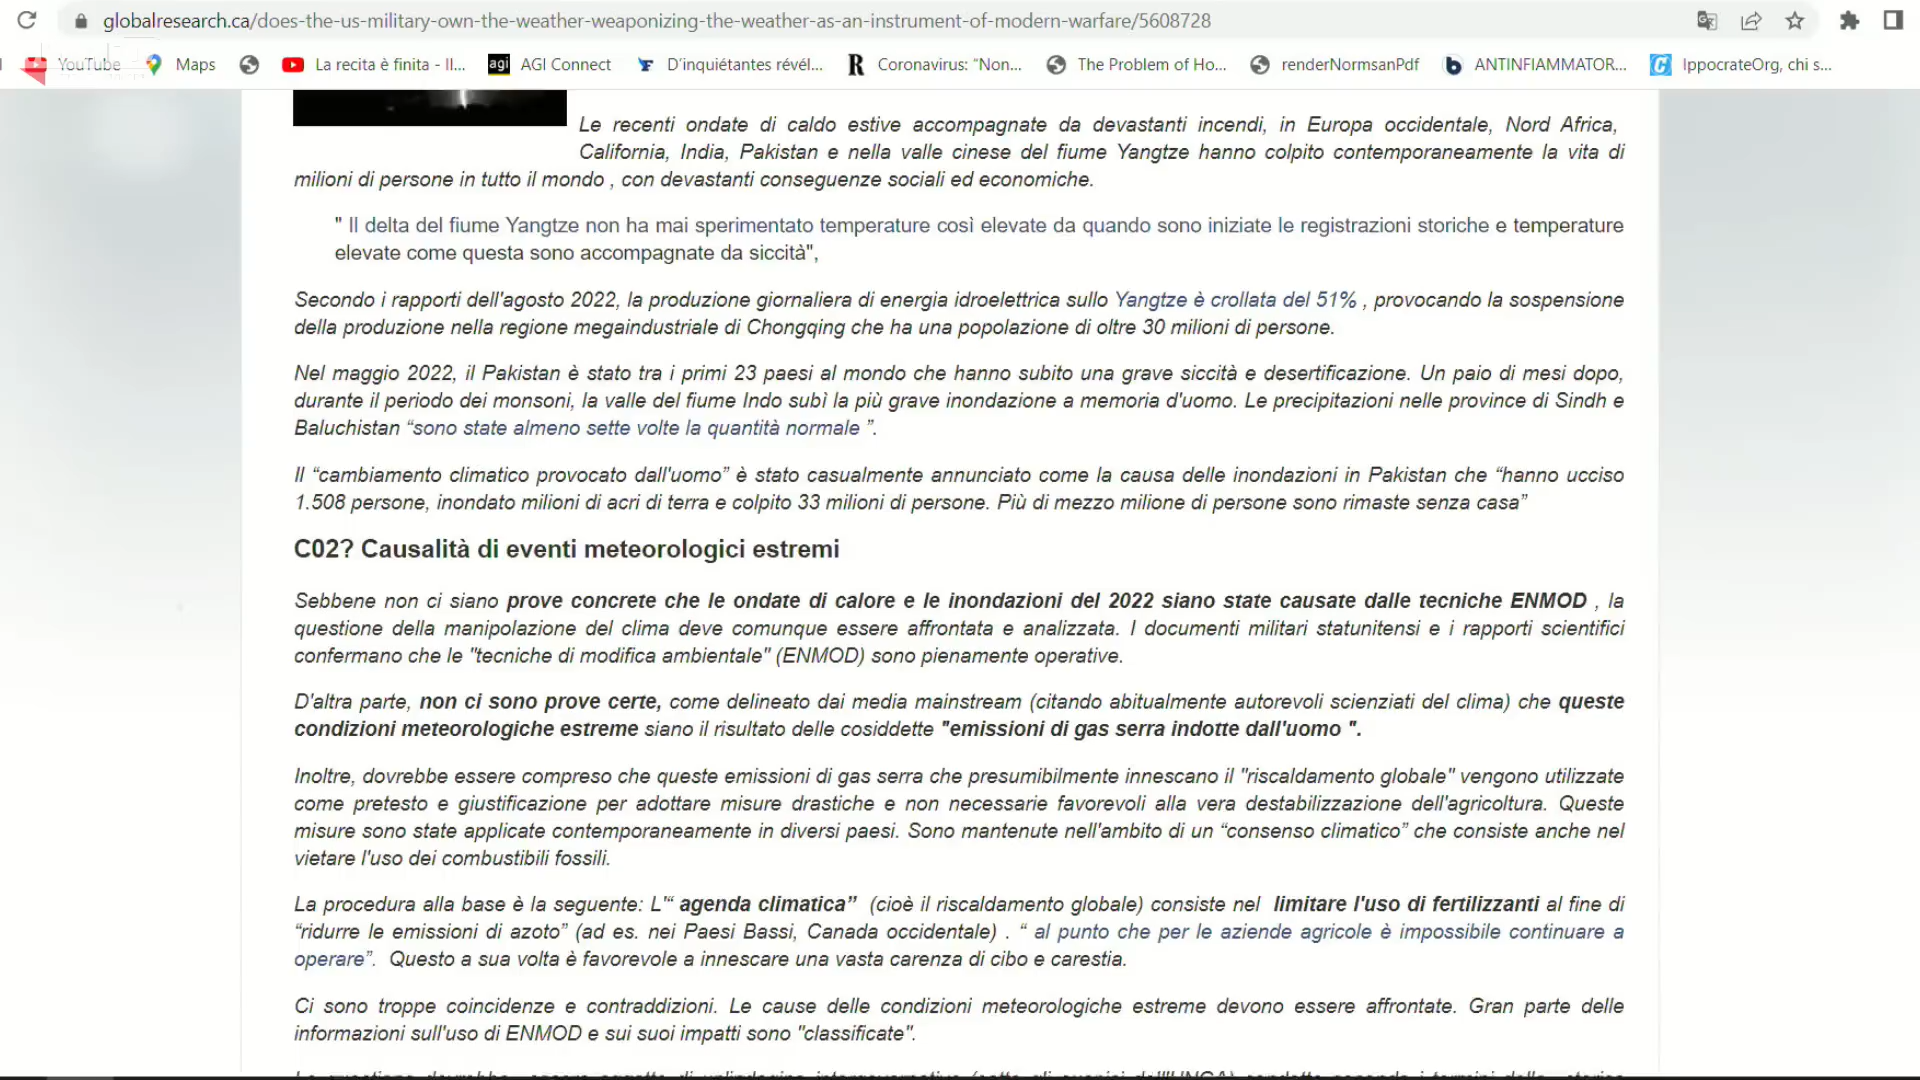 globalresearch.ca/does-the-us-military-own-the-weather-weaponizing-the-weather-as-an-instrument-of-modern-warfare/5608728
YouTube Maps La recita è finita - Il... agi AGI Connect D'inquiétantes révél... R Coronavirus: “Non... The Problem of Ho... renderNormsanPdf b ANTINFIAMMATOR... IppocrateOrg, chi s...
Le recenti ondate di caldo estive accompagnate da devastanti incendi, in Europa occidentale, Nord Africa,
California, India, Pakistan e nella valle cinese del fiume Yangtze hanno colpito contemporaneamente la vita di
milioni di persone in tutto il mondo , con devastanti conseguenze sociali ed economiche.
" Il delta del fiume Yangtze non ha mai sperimentato temperature così elevate da quando sono iniziate le registrazioni storiche e temperature
elevate come questa sono accompagnate da siccità",
Secondo i rapporti dell'agosto 2022, la produzione giornaliera di energia idroelettrica sullo Yangtze è crollata del 51% , provocando la sospensione
della produzione nella regione megaindustriale di Chongqing che ha una popolazione di oltre 30 milioni di persone.
Nel maggio 2022, il Pakistan è stato tra i primi 23 paesi al mondo che hanno subito una grave siccità e desertificazione. Un paio di mesi dopo,
durante il periodo dei monsoni, la valle del fiume Indo subì la più grave inondazione a memoria d'uomo. Le precipitazioni nelle province di Sindh e
Baluchistan “sono state almeno sette volte la quantità normale ”.
Il “cambiamento climatico provocato dall'uomo” è stato casualmente annunciato come la causa delle inondazioni in Pakistan che “hanno ucciso
1.508 persone, inondato milioni di acri di terra e colpito 33 milioni di persone. Più di mezzo milione di persone sono rimaste senza casa”
C02? Causalità di eventi meteorologici estremi
Sebbene non ci siano prove concrete che le ondate di calore e le inondazioni del 2022 siano state causate dalle tecniche ENMOD , la
questione della manipolazione del clima deve comunque essere affrontata e analizzata. I documenti militari statunitensi e i rapporti scientifici
confermano che le "tecniche di modifica ambientale" (ENMOD) sono pienamente operative.
D'altra parte, non ci sono prove certe, come delineato dai media mainstream (citando abitualmente autorevoli scienziati del clima) che queste
condizioni meteorologiche estreme siano il risultato delle cosiddette "emissioni di gas serra indotte dall'uomo ".
Inoltre, dovrebbe essere compreso che queste emissioni di gas serra che presumibilmente innescano il "riscaldamento globale" vengono utilizzate
come pretesto e giustificazione per adottare misure drastiche e non necessarie favorevoli alla vera destabilizzazione dell'agricoltura. Queste
misure sono state applicate contemporaneamente in diversi paesi. Sono mantenute nell'ambito di un “consenso climatico” che consiste anche nel
vietare l'uso dei combustibili fossili.
La procedura alla base è la seguente: L'“ agenda climatica” (cioè il riscaldamento globale) consiste nel limitare l'uso di fertilizzanti al fine di
“ridurre le emissioni di azoto” (ad es. nei Paesi Bassi, Canada occidentale) . “ al punto che per le aziende agricole è impossibile continuare a
operare”. Questo a sua volta è favorevole a innescare una vasta carenza di cibo e carestia.
Ci sono troppe coincidenze e contraddizioni. Le cause delle condizioni meteorologiche estreme devono essere affrontate. Gran parte delle
informazioni sull'uso di ENMOD e sui suoi impatti sono "classificate".